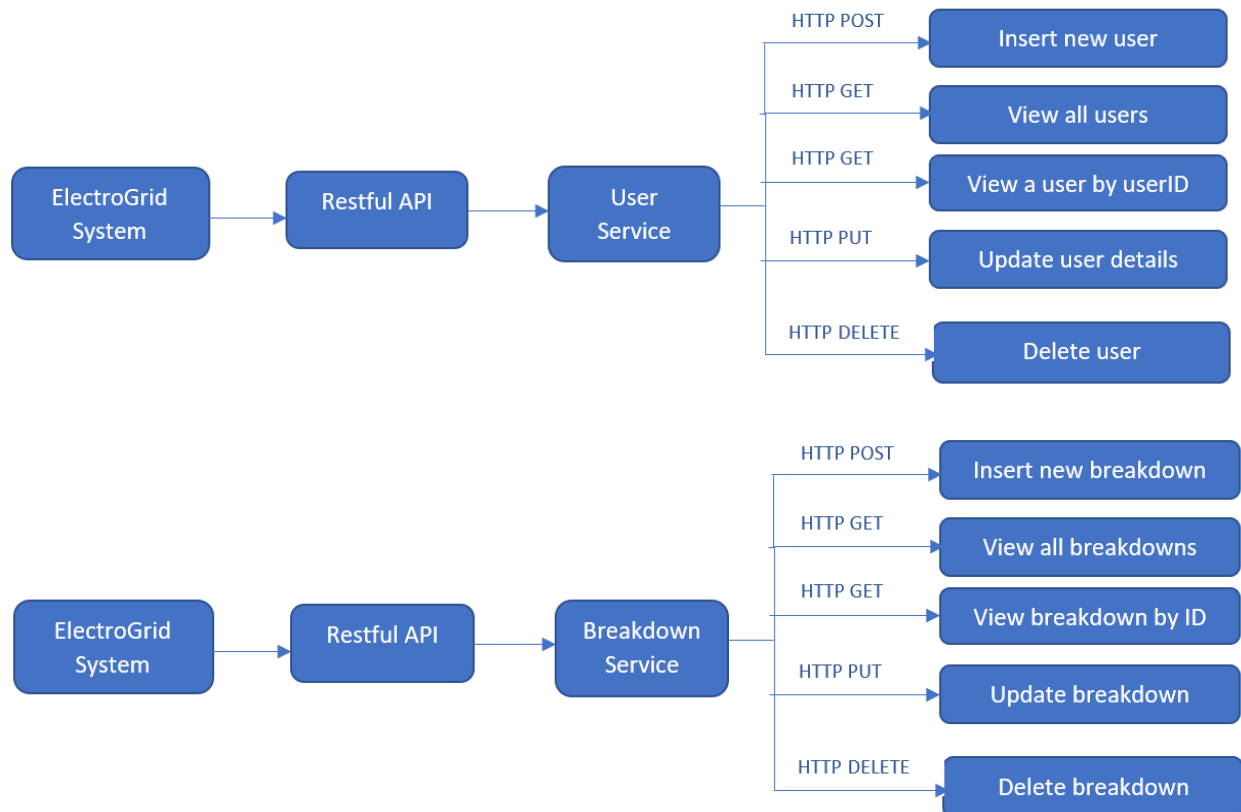 HTTP POST
Insert new user
HTTP GET
View all users
HTTP GET
View a user by userID
ElectroGrid
System
Restful API
User
Service
HTTP PUT
Update user details
HTTP DELETE
Delete user
HTTP POST
Insert new breakdown
HTTP GET
View all breakdowns
HTTP GET
View breakdown by ID
ElectroGrid
System
Restful API
Breakdown
Service
HTTP PUT
Update breakdown
HTTP DELETE
Delete breakdown